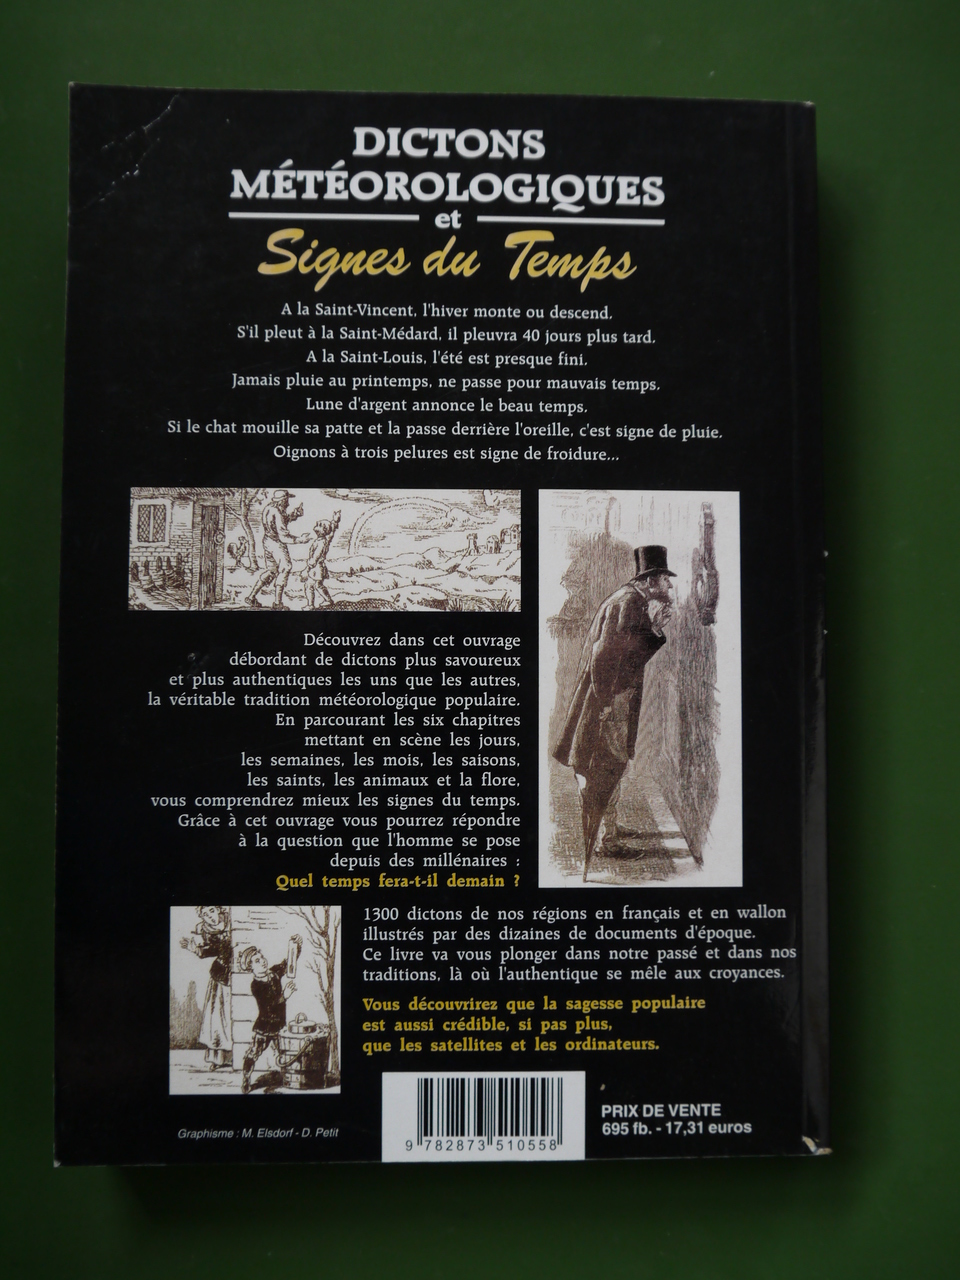 DICTONS
MÉTÉOROLOGIQUES
et
Signes du Temps
A la Saint-Vincent, l'hiver monte ou descend.
S'il pleut à la Saint-Médard, il pleuvra 40 jours plus tard.
A la Saint-Louis, l'été est presque fini.
Jamais pluie au printemps, ne passe pour mauvais temps.
Lune d'argent annonce le beau temps.
Si le chat mouille sa patte et la passe derrière l'oreille, c'est signe de pluie.
Oignons à trois pelures est signe de froidure...
Découvrez dans cet ouvrage
débordant de dictons plus savoureux
et plus authentiques les uns que les autres,
la véritable tradition météorologique populaire.
En parcourant les six chapitres
mettant en scène les jours,
les semaines, les mois, les saisons,
les saints, les animaux et la flore,
vous comprendrez mieux les signes du temps.
Grâce à cet ouvrage vous pourrez répondre
à la question que l'homme se pose
depuis des millénaires :
Quel temps fera-t-il demain ?
1300 dictons de nos régions en français et en wallon
illustrés par des dizaines de documents d'époque.
Ce livre va vous plonger dans notre passé et dans nos
traditions, là où l'authentique se mêle aux croyances.
Vous découvrirez que la sagesse populaire
est aussi crédible, si pas plus,
que les satellites et les ordinateurs.
Graphisme : M. Elsdorf - D. Petit
9 782873 510558
PRIX DE VENTE
695 fb. - 17,31 euros